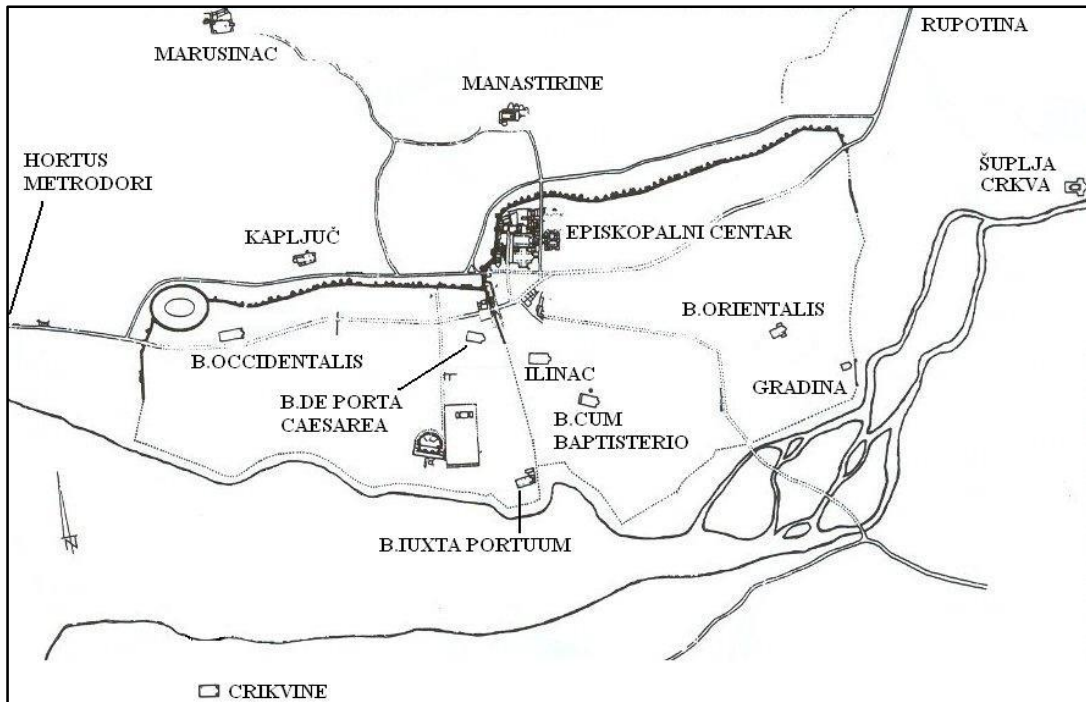 RUPOTINA
MARUSINAC
MANASTIRINE
HORTUS
METRODORI
ŠUPLJA
CRKVA
KAPLJUČ
EPISKOPALNI CENTAR
B.ORIENTALIS
B.OCCIDENTALIS
ILINAC
GRADINA
B.DE PORTA
CAESAREA
B.CUM
BAPTISTERIO
B.IUXTA PORTUUM
N
CRIKVINE